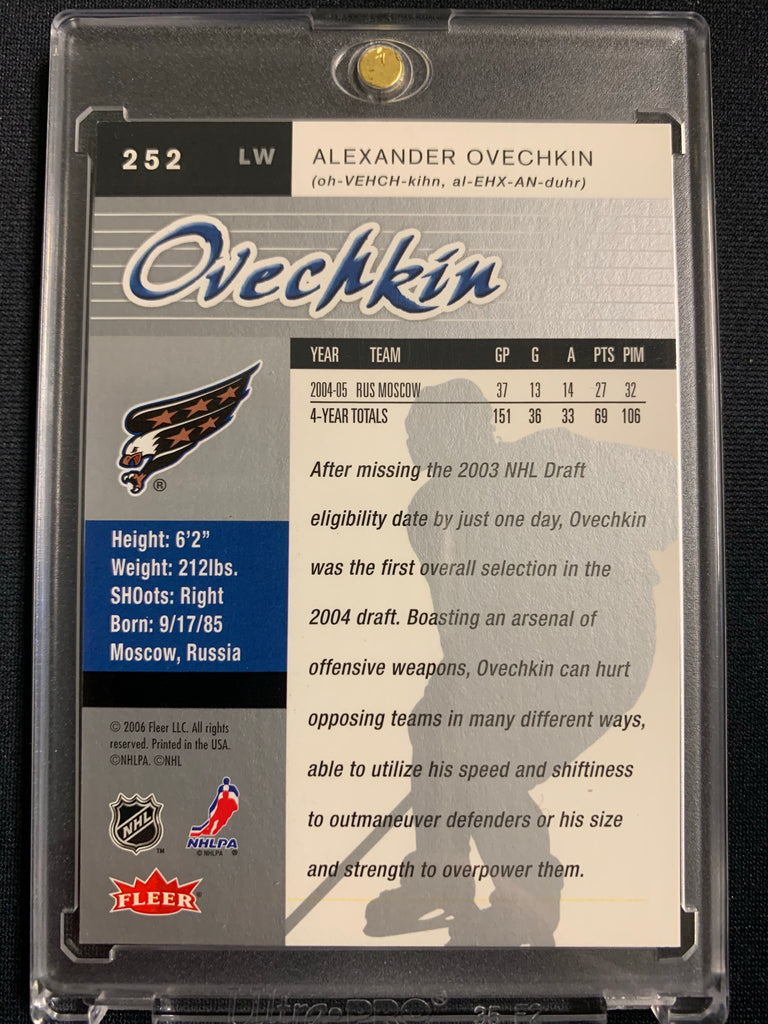 252 LW ALEXANDER OVECHKIN
(oh-VEHCH-kihn, al-EHX-AN-duhr)
Ovechkin
YEAR TEAM GP G A PTS PIM
2004-05 RUS MOSCOW 37 13 14 27 32
4-YEAR TOTALS 151 36 33 69 106
®
Height: 6'2"
Weight: 212lbs.
SHOots: Right
Born: 9/17/85
Moscow, Russia
After missing the 2003 NHL Draft
eligibility date by just one day, Ovechkin
was the first overall selection in the
2004 draft. Boasting an arsenal of
offensive weapons, Ovechkin can hurt
opposing teams in many different ways,
able to utilize his speed and shiftiness
to outmaneuver defenders or his size
and strength to overpower them.
© 2006 Fleer LLC. All rights
reserved. Printed in the USA.
©NHLPA. ©NHL
NHL ™
NHLPA
© NHLPA ®
FLEER ®
Ultra•PRO®